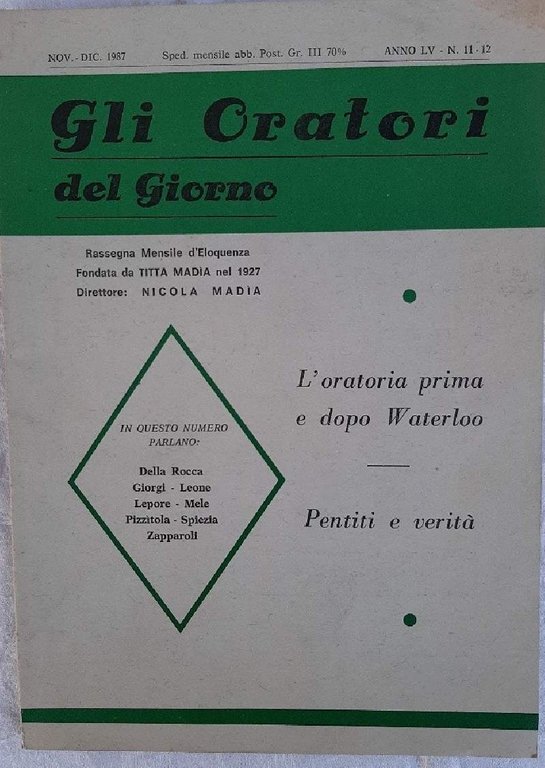 NOV. - DIC. 1987 Sped. mensile abb. Post. Gr. III 70% ANNO LV - N. 11 - 12
Gli Oratori
del Giorno
Rassegna Mensile d'Eloquenza
Fondata da TITTA MADIA nel 1927
Direttore: NICOLA MADIA
L'oratoria prima
e dopo Waterloo
Pentiti e verità
IN QUESTO NUMERO
PARLANO:
Della Rocca
Giorgi - Leone
Lepore - Mele
Pizzitola - Spiezia
Zapparoli